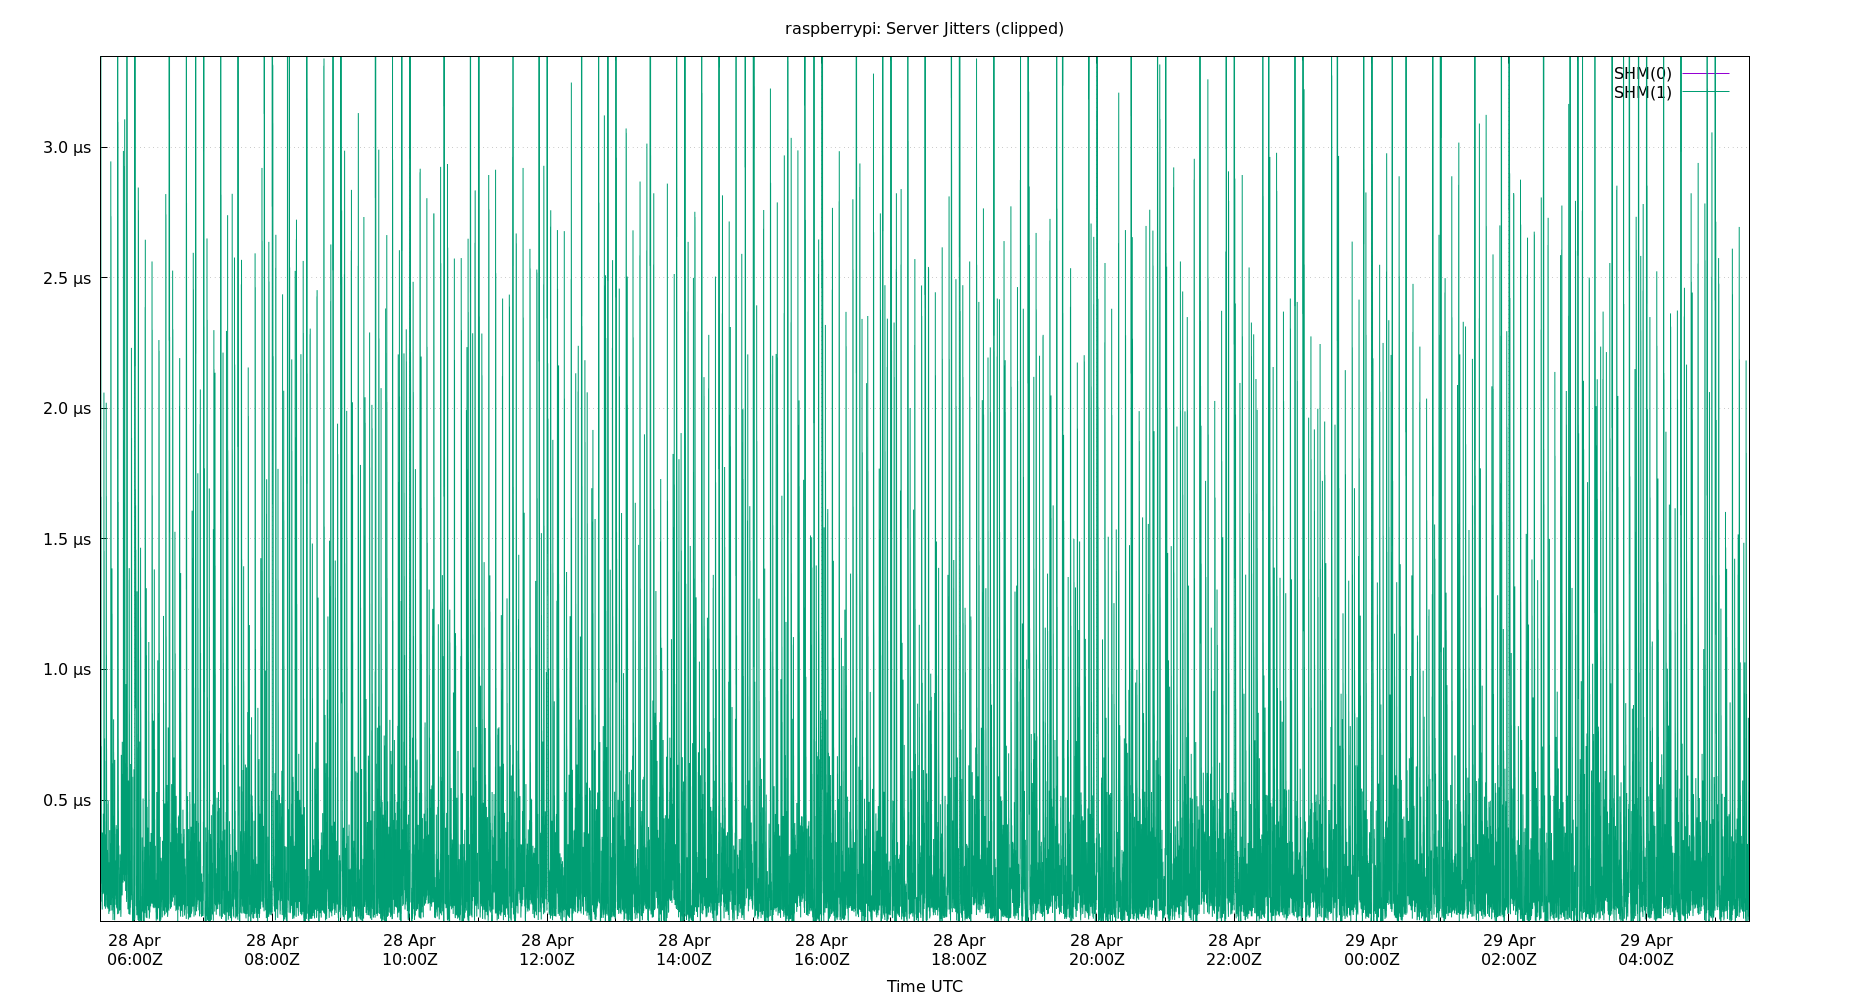 raspberrypi: Server Jitters (clipped)
SHM(0)
SHM(1)
3.0 µs
2.5 µs
2.0 µs
1.5 µs
1.0 µs
0.5 µs
28 Apr 28 Apr 28 Apr 28 Apr 28 Apr 28 Apr 28 Apr 28 Apr 28 Apr 29 Apr 29 Apr 29 Apr
06:00Z 08:00Z 10:00Z 12:00Z 14:00Z 16:00Z 18:00Z 20:00Z 22:00Z 00:00Z 02:00Z 04:00Z
Time UTC